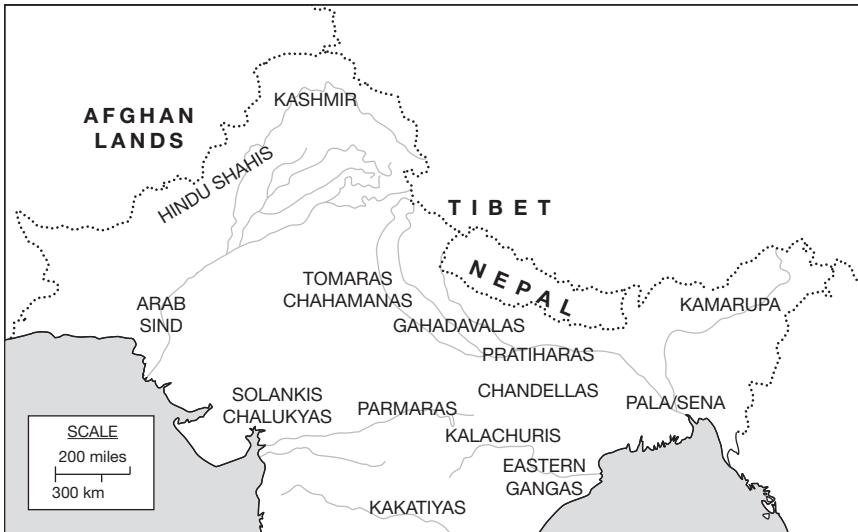 KASHMIR
AFGHAN
LANDS
HINDU SHAHIS
TIBET
NEPAL
TOMARAS
CHAHAMANAS
ARAB
SIND
KAMARUPA
GAHADAVALAS
PRATIHARAS
CHANDELLAS
SOLANKIS
CHALUKYAS
PARMARAS
PALA/SENA
KALACHURIS
EASTERN
GANGAS
KAKATIYAS
SCALE
200 miles
300 km